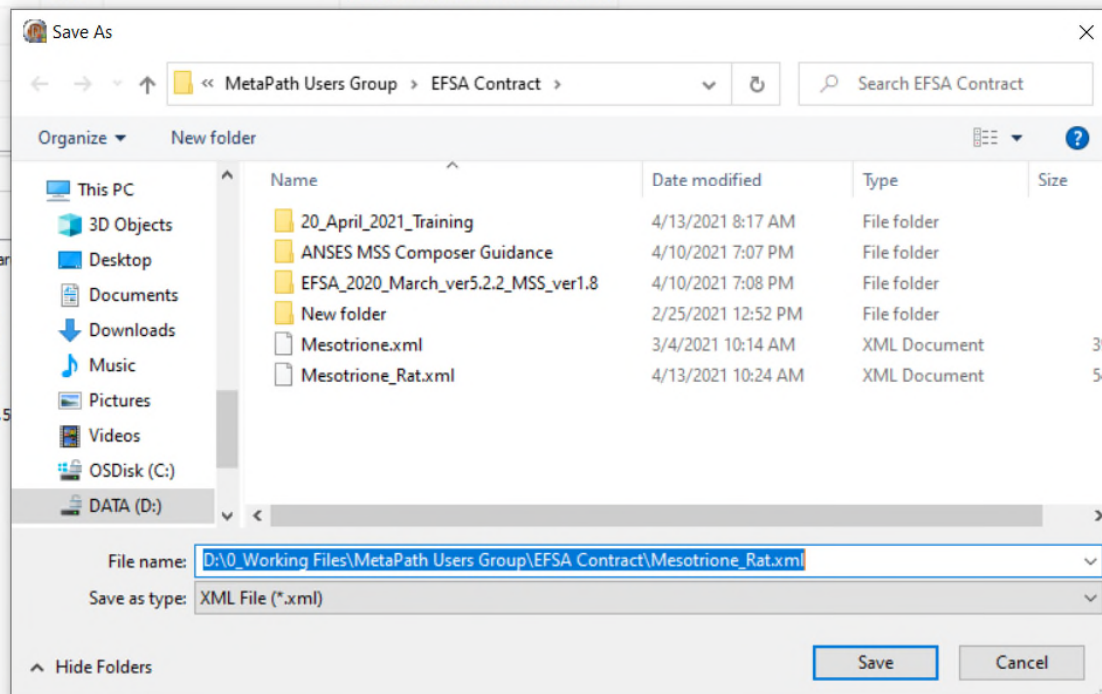 Save As
« MetaPath Users Group › EFSA Contract › Search EFSA Contract
Organize New folder ?
Name Date modified Type Size
This PC
3D Objects
Desktop
Documents
Downloads
Music
Pictures
Videos
OSDisk (C:)
DATA (D:)
20_April_2021_Training 4/13/2021 8:17 AM File folder
ANSES MSS Composer Guidance 4/10/2021 7:07 PM File folder
EFSA_2020_March_ver5.2.2_MSS_ver1.8 4/10/2021 7:08 PM File folder
New folder 2/25/2021 12:52 PM File folder
Mesotrione.xml 3/4/2021 10:14 AM XML Document
Mesotrione_Rat.xml 4/13/2021 10:24 AM XML Document
File name: D:\0_Working Files\MetaPath Users Group\EFSA Contract\Mesotrione_Rat.xml
Save as type: XML File (*.xml)
Hide Folders Save Cancel